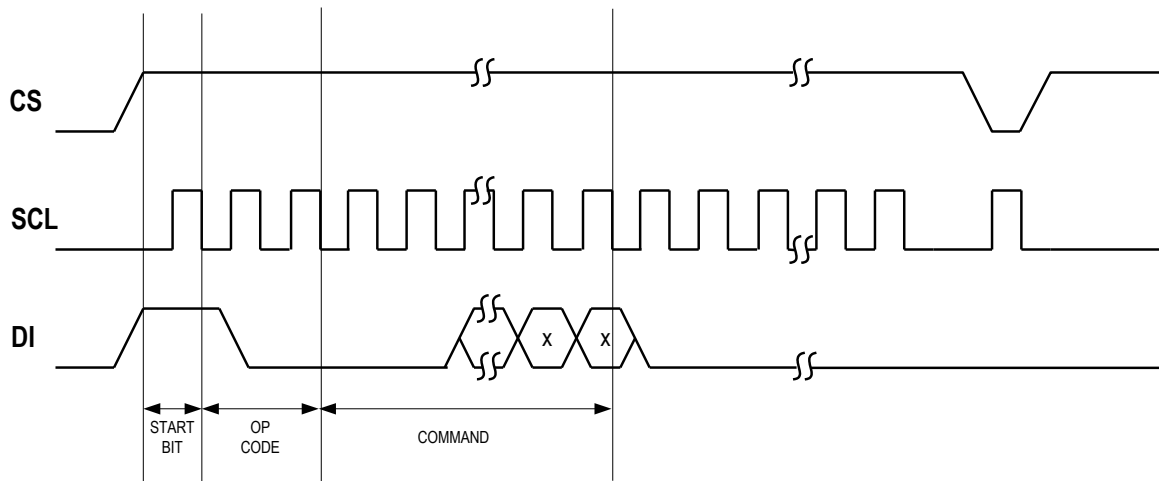 CS
SCL
DI
X X
START
BIT
OP
CODE
COMMAND